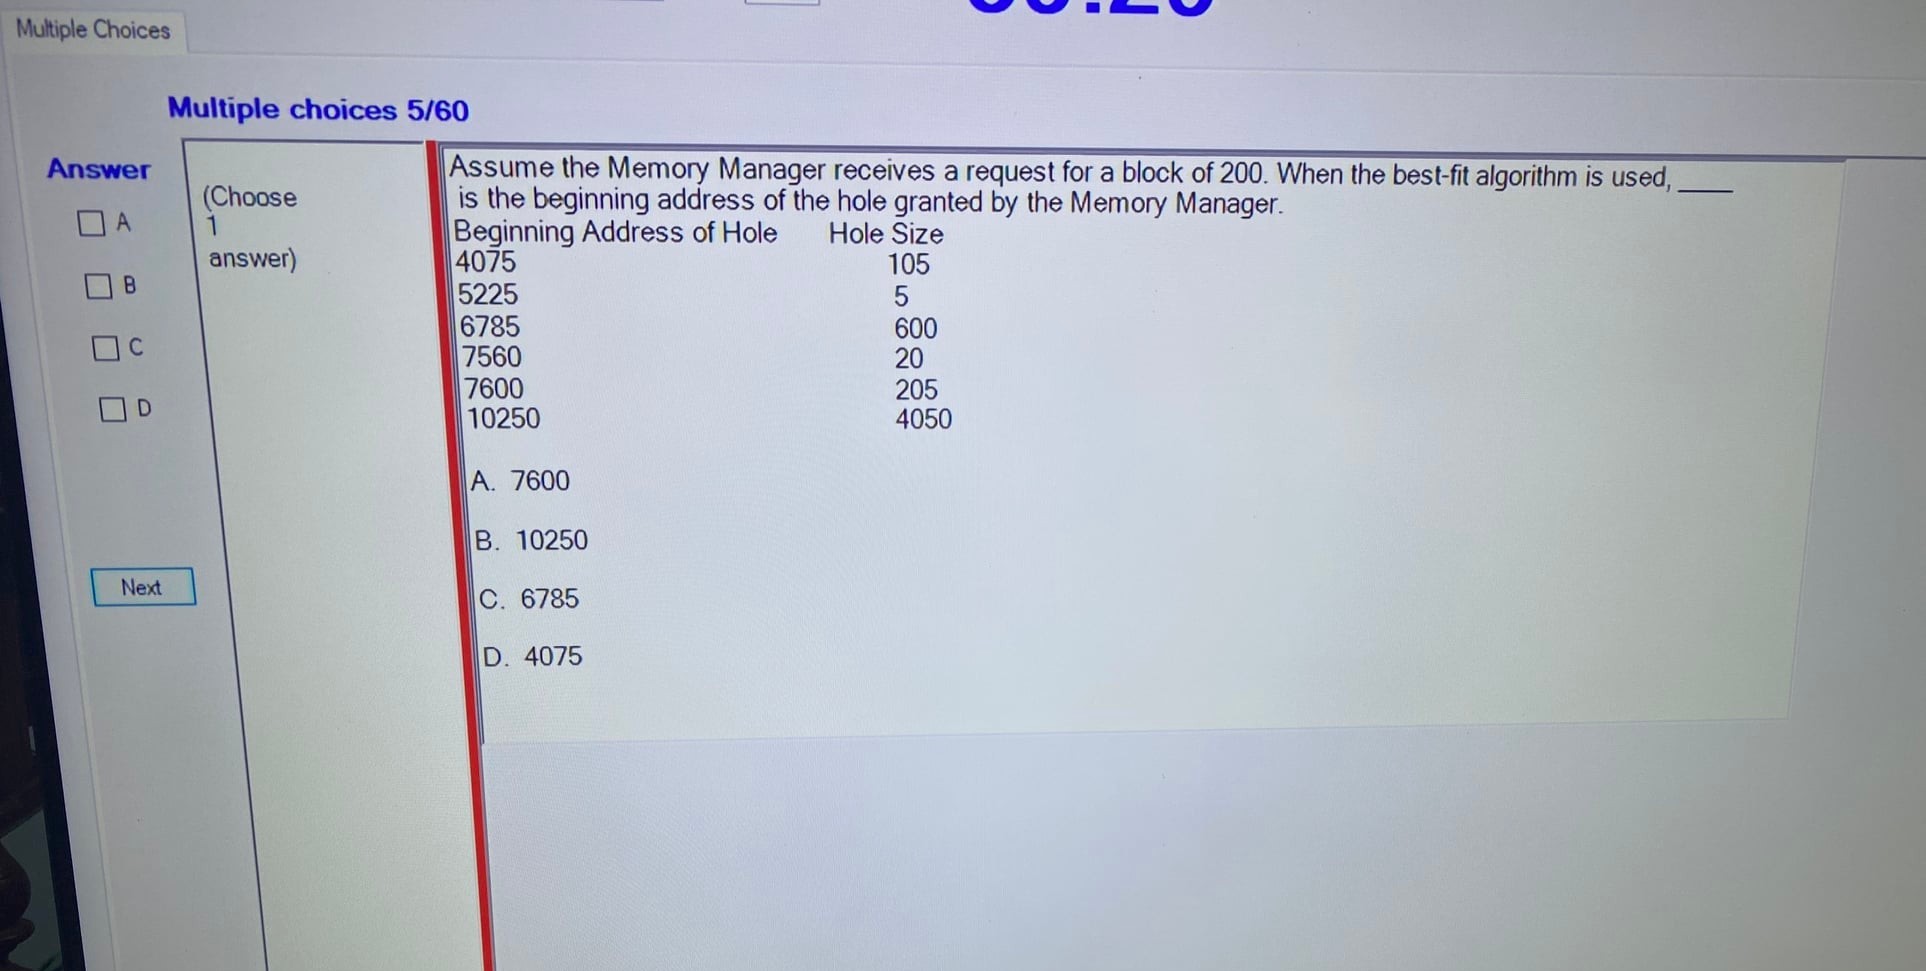 Multiple Choices
Multiple choices 5/60
Answer
A
B
C
D
Next
(Choose
1
answer)
Assume the Memory Manager receives a request for a block of 200. When the best-fit algorithm is used, ____
is the beginning address of the hole granted by the Memory Manager.
Beginning Address of Hole Hole Size
4075 105
5225 5
6785 600
7560 20
7600 205
10250 4050
A. 7600
B. 10250
C. 6785
D. 4075